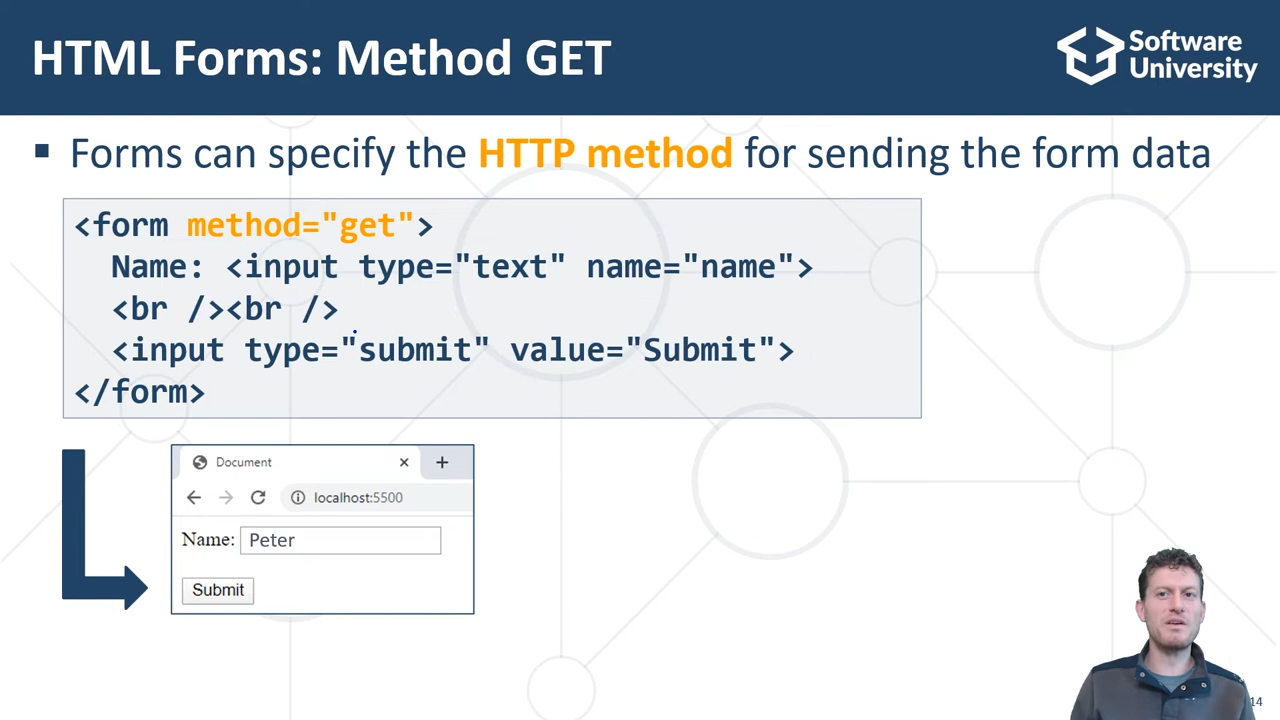 HTML Forms: Method GET
Software
University
Forms can specify the HTTP method for sending the form data
<form method="get">
Name: <input type="text" name="name">
<br /><br />
<input type="submit" value="Submit">
</form>
Document
localhost:5500
Name: Peter
Submit
14